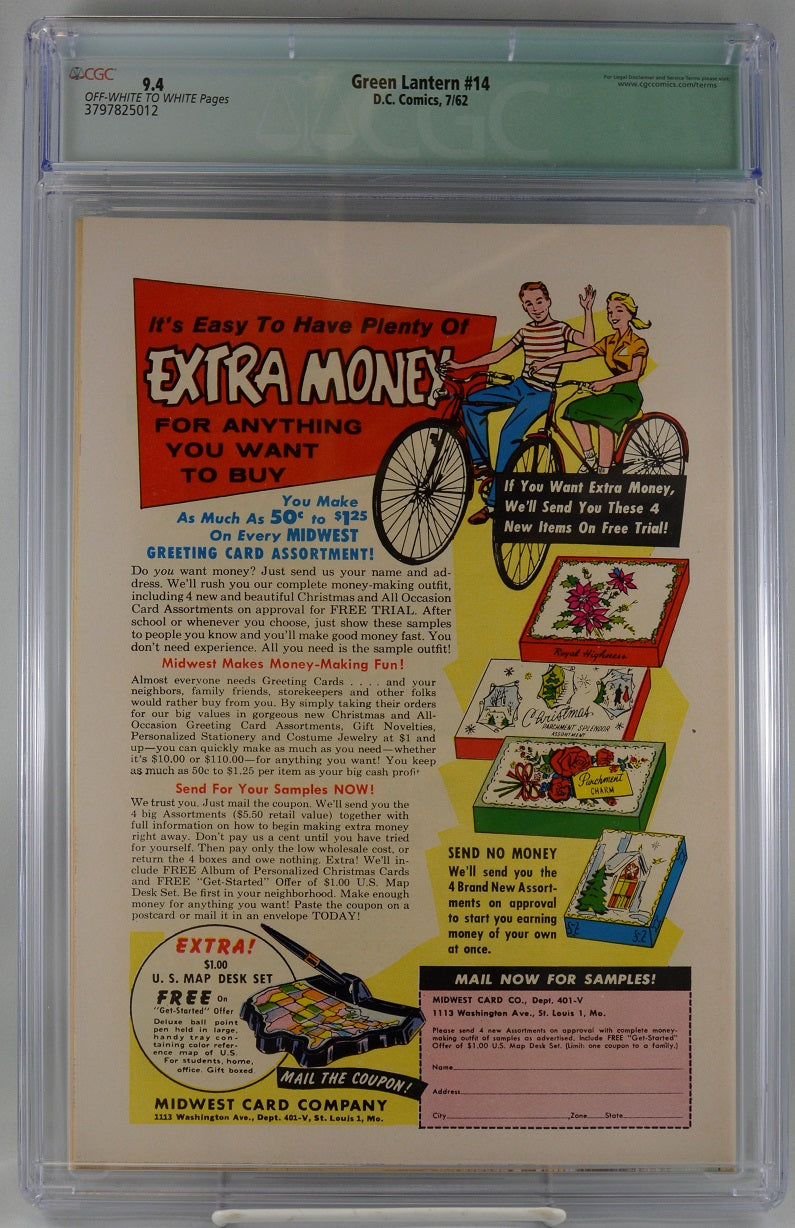 CGC
9.4
OFF-WHITE TO WHITE Pages
3797825012
Green Lantern #14
D.C. Comics, 7/62
For Legal Disclaimer and Service Terms please visit:
www.cgccomics.com/terms
CGC
It's Easy To Have Plenty Of
EXTRA MONEY
FOR ANYTHING
YOU WANT
TO BUY
If You Want Extra Money,
We'll Send You These 4
New Items On Free Trial!
You Make
As Much As 50c to $1.25
On Every MIDWEST
GREETING CARD ASSORTMENT!
Do you want money? Just send us your name and ad-
dress. We'll rush you our complete money-making outfit,
including 4 new and beautiful Christmas and All Occasion
Card Assortments on approval for FREE TRIAL. After
school or whenever you choose, just show these samples
to people you know and you'll make good money fast. You
don't need experience. All you need is the sample outfit!
Midwest Makes Money-Making Fun!
Almost everyone needs Greeting Cards . . . . and your
neighbors, family friends, storekeepers and other folks
would rather buy from you. By simply taking their orders
for our big values in gorgeous new Christmas and All-
Occasion Greeting Card Assortments, Gift Novelties,
Personalized Stationery and Costume Jewelry at $1 and
up—you can quickly make as much as you need—whether
it's $10.00 or $110.00—for anything you want! You keep
as much as 50c to $1.25 per item as your big cash profit
Send For Your Samples NOW!
We trust you. Just mail the coupon. We'll send you the
4 big Assortments ($5.50 retail value) together with
full information on how to begin making extra money
right away. Don't pay us a cent until you have tried
for yourself. Then pay only the low wholesale cost, or
return the 4 boxes and owe nothing. Extra! We'll in-
clude FREE Album of Personalized Christmas Cards
and FREE "Get-Started" Offer of $1.00 U.S. Map
Desk Set. Be first in your neighborhood. Make enough
money for anything you want! Paste the coupon on a
postcard or mail it in an envelope TODAY!
Royal Highness
Christmas
PARCHMENT SPLENDOR
ASSORTMENT
Parchment
CHARM
SEND NO MONEY
We'll send you the
4 Brand New Assort-
ments on approval
to start you earning
money of your own
at once.
EXTRA!
$1.00
U. S. MAP DESK SET
FREE On
"Get-Started" Offer
Deluxe ball point
pen held in large,
handy tray con-
taining color refer-
ence map of U.S.
For students, home,
office. Gift boxed.
MAIL THE COUPON!
MIDWEST CARD COMPANY
1113 Washington Ave., Dept. 401-V, St. Louis 1, Mo.
MAIL NOW FOR SAMPLES!
MIDWEST CARD CO., Dept. 401-V
1113 Washington Ave., St. Louis 1, Mo.
Please send 4 new Assortments on approval with complete money-
making outfit of samples as advertised. Include FREE "Get-Started"
Offer of $1.00 U.S. Map Desk Set. (Limit: one coupon to a family.)
Name
Address
City Zone State